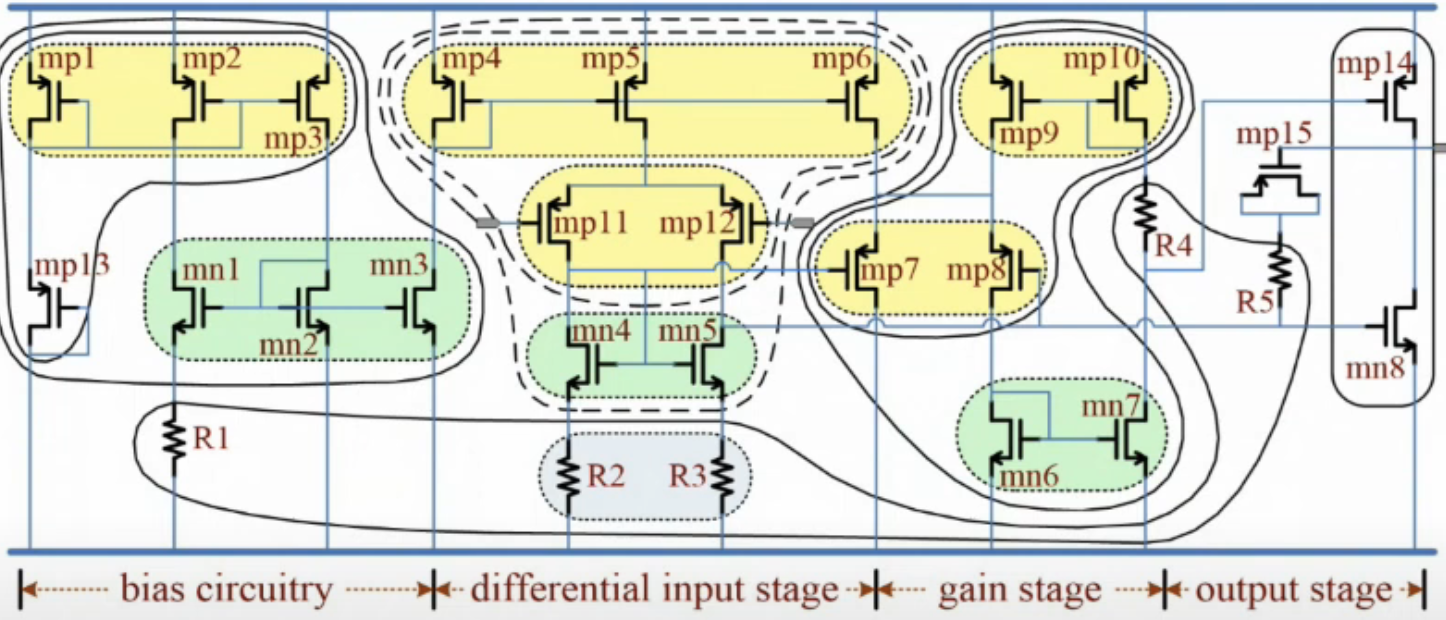 mp1 mp2 mp4 mp5 mp6 mp10 mp14
mp3 mp9 mp15
mp11 mp12
R4
mp13 mn1 mn3 mp7 mp8
R5
mn2 mn4 mn5 mn8
mn7
R1
R2 R3 mn6
bias circuitry differential input stage gain stage output stage